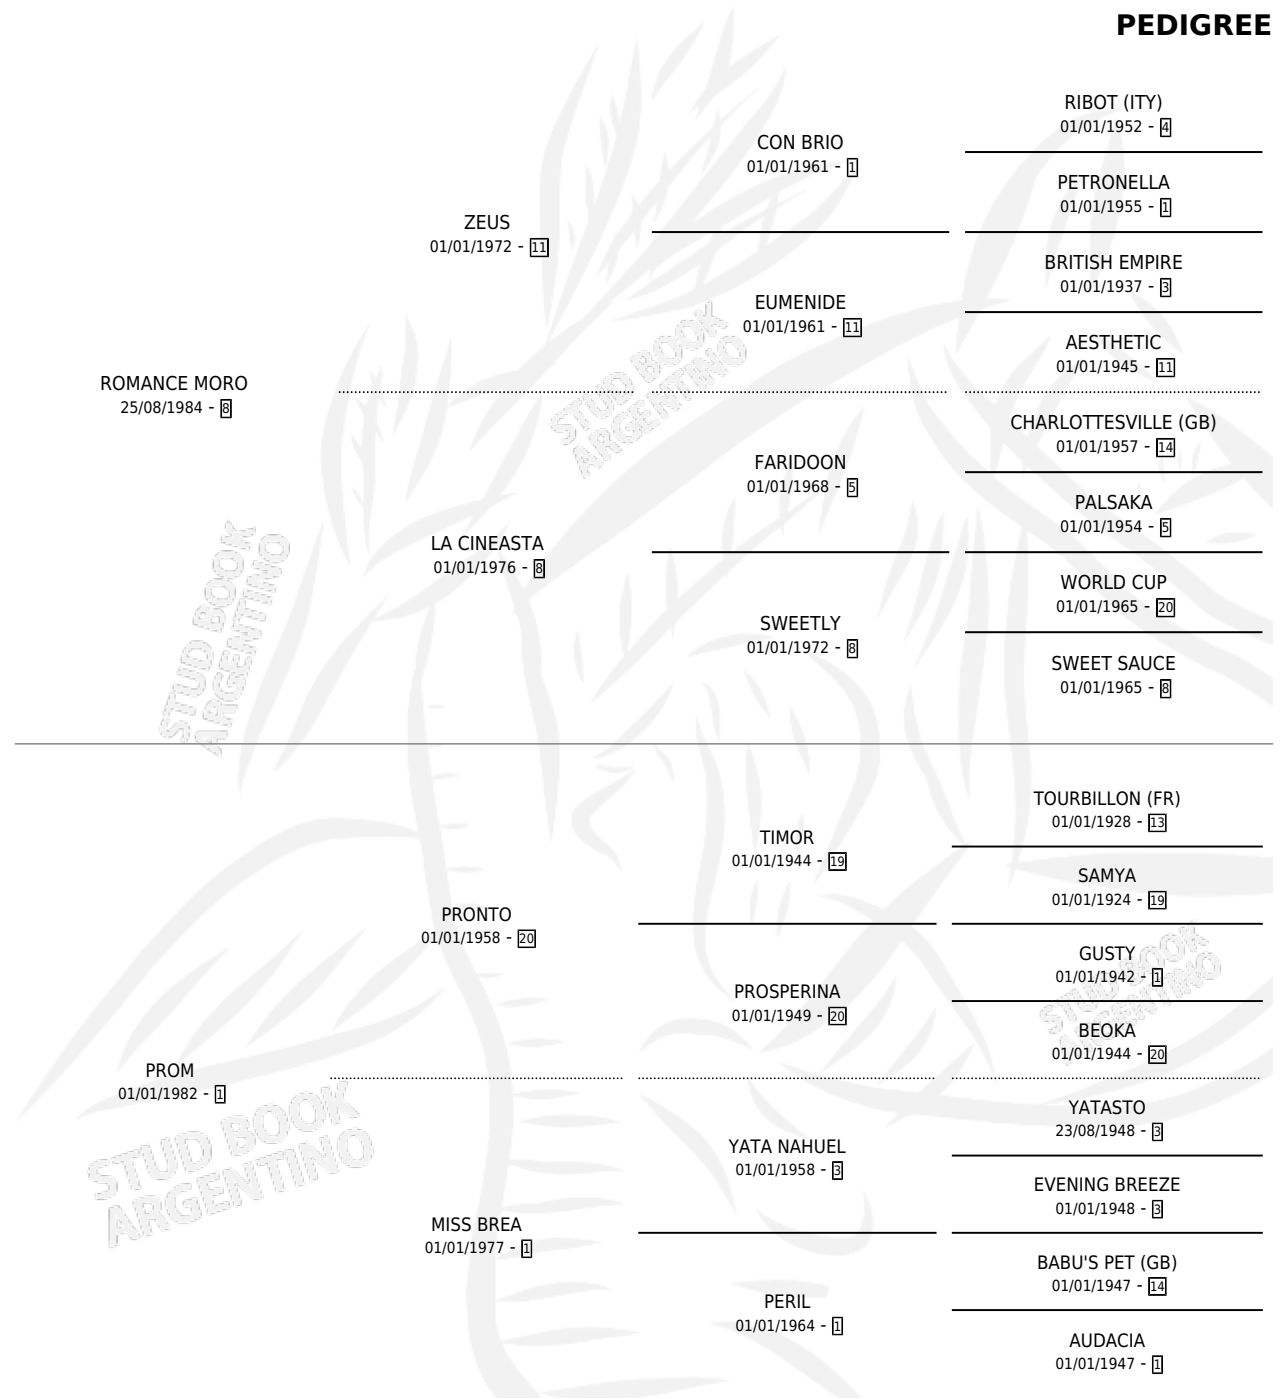 PEDIGREE
RIBOT (ITY)
01/01/1952 - 4
CON BRIO
01/01/1961 - 1
PETRONELLA
01/01/1955 - 1
ZEUS
01/01/1972 - 11
BRITISH EMPIRE
01/01/1937 - 3
EUMENIDE
01/01/1961 - 11
AESTHETIC
01/01/1945 - 11
ROMANCE MORO
25/08/1984 - 8
CHARLOTTESVILLE (GB)
01/01/1957 - 14
FARIDOON
01/01/1968 - 5
PALSAKA
01/01/1954 - 5
LA CINEASTA
01/01/1976 - 8
WORLD CUP
01/01/1965 - 20
SWEETLY
01/01/1972 - 8
SWEET SAUCE
01/01/1965 - 8
TOURBILLON (FR)
01/01/1928 - 13
TIMOR
01/01/1944 - 19
SAMYA
01/01/1924 - 19
PRONTO
01/01/1958 - 20
GUSTY
01/01/1942 - 1
PROSPERINA
01/01/1949 - 20
BEOKA
01/01/1944 - 20
PROM
01/01/1982 - 1
YATASTO
23/08/1948 - 3
YATA NAHUEL
01/01/1958 - 3
EVENING BREEZE
01/01/1948 - 3
MISS BREA
01/01/1977 - 1
BABU'S PET (GB)
01/01/1947 - 14
PERIL
01/01/1964 - 1
AUDACIA
01/01/1947 - 1
STUD BOOK
ARGENTINO
STUD BOOK
ARGENTINO
STUD BOOK
ARGENTINO
STUD BOOK
ARGENTINO